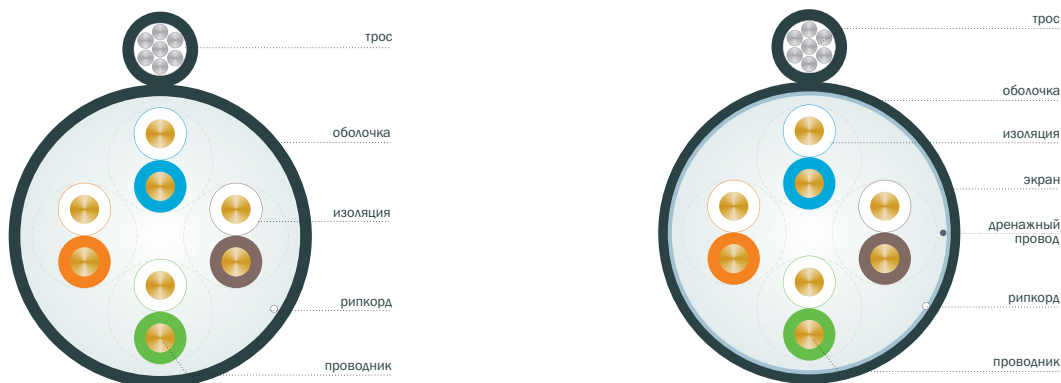 трос
оболочка
изоляция
рипкорд
проводник
трос
оболочка
изоляция
экран
дренажный
провод
рипкорд
проводник